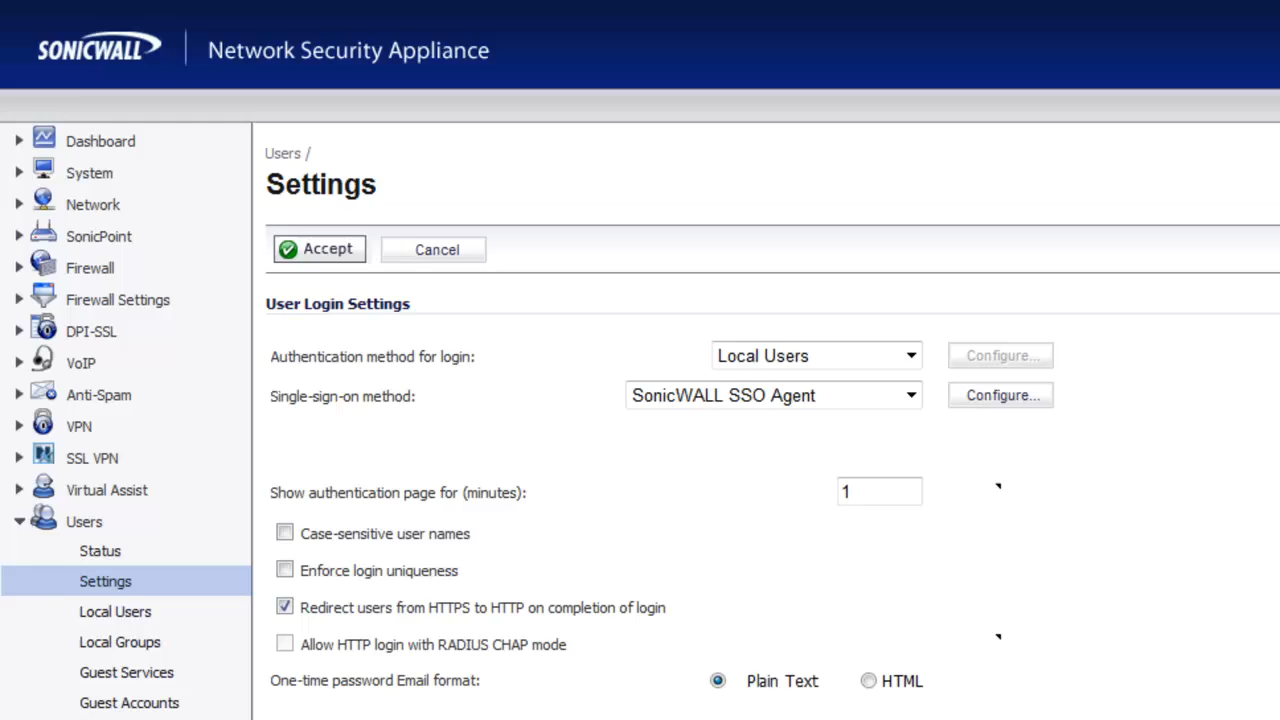 SONICWALL
Network Security Appliance
Dashboard
System
Network
SonicPoint
Firewall
Firewall Settings
DPI-SSL
VoIP
Anti-Spam
VPN
SSL VPN
Virtual Assist
Users
Status
Settings
Local Users
Local Groups
Guest Services
Guest Accounts
Users /
Settings
Accept Cancel
User Login Settings
Authentication method for login: Local Users Configure...
Single-sign-on method: SonicWALL SSO Agent Configure...
Show authentication page for (minutes): 1
Case-sensitive user names
Enforce login uniqueness
Redirect users from HTTPS to HTTP on completion of login
Allow HTTP login with RADIUS CHAP mode
One-time password Email format: Plain Text HTML